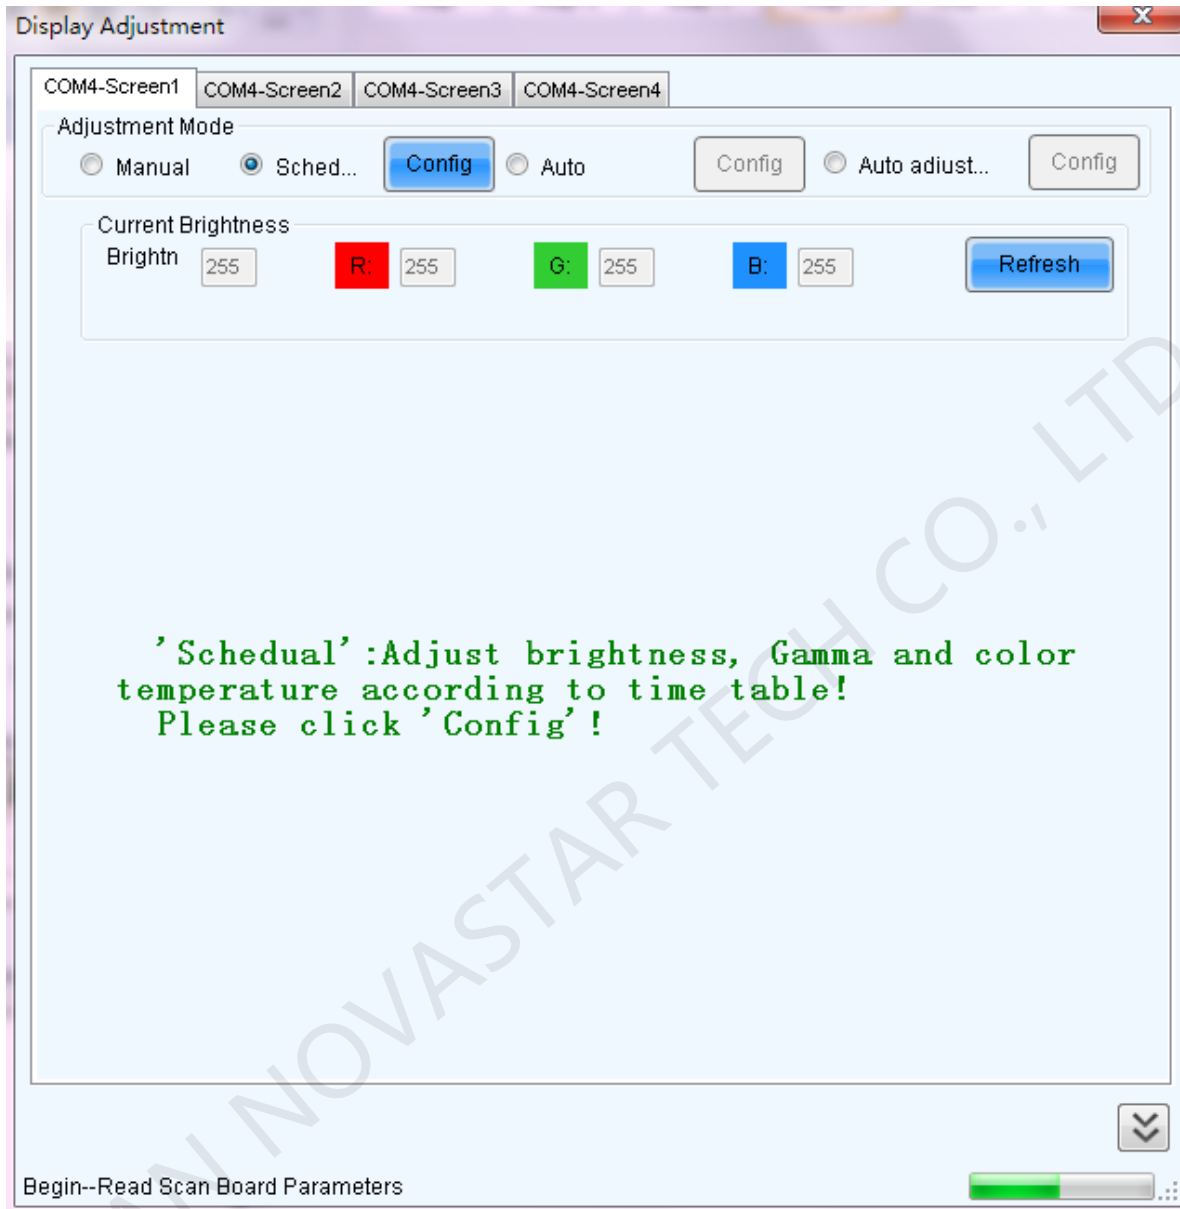 Display Adjustment
x
COM4-Screen1 COM4-Screen2 COM4-Screen3 COM4-Screen4
Adjustment Mode
Manual Sched... Config Auto Config Auto adiust... Config
Current Brightness
Brightn 255 R: 255 G: 255 B: 255 Refresh
'Schedual':Adjust brightness, Gamma and color
temperature according to time table!
Please click 'Config'!
AN NOVASTAR TECH CO., LTD
Begin--Read Scan Board Parameters